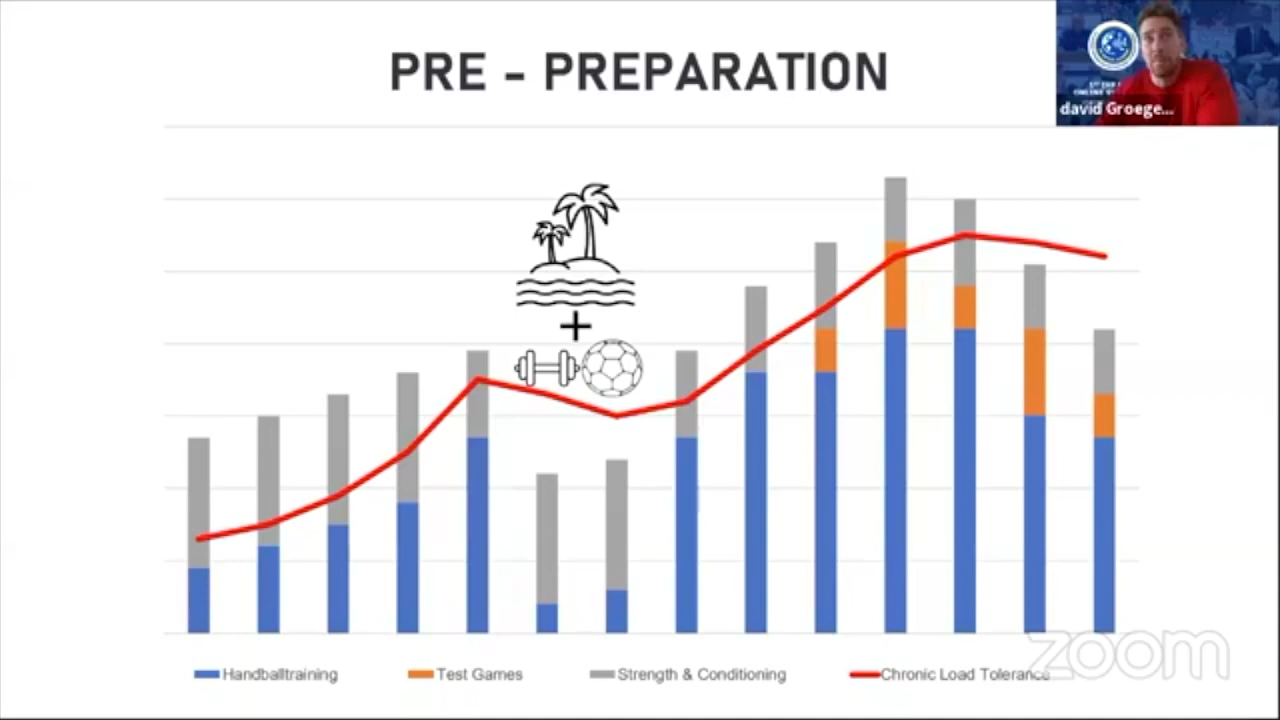 PRE - PREPARATION
david Groege...
Handballtraining
Test Games
Strength & Conditioning
Chronic Load Tolerance
zoom